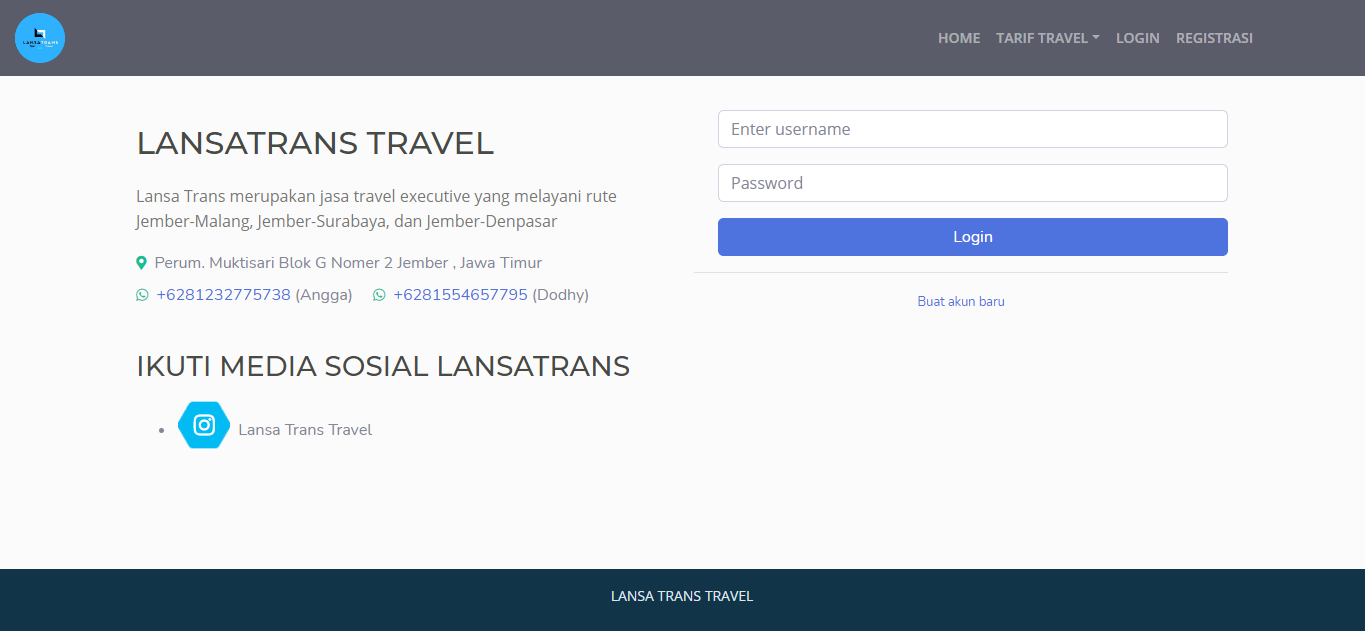 LANSATRANS
HOME TARIF TRAVEL LOGIN REGISTRASI
LANSATRANS TRAVEL
Lansa Trans merupakan jasa travel executive yang melayani rute
Jember-Malang, Jember-Surabaya, dan Jember-Denpasar
Perum. Muktisari Blok G Nomer 2 Jember , Jawa Timur
+6281232775738 (Angga) +6281554657795 (Dodhy)
IKUTI MEDIA SOSIAL LANSATRANS
Lansa Trans Travel
Enter username
Password
Login
Buat akun baru
LANSA TRANS TRAVEL